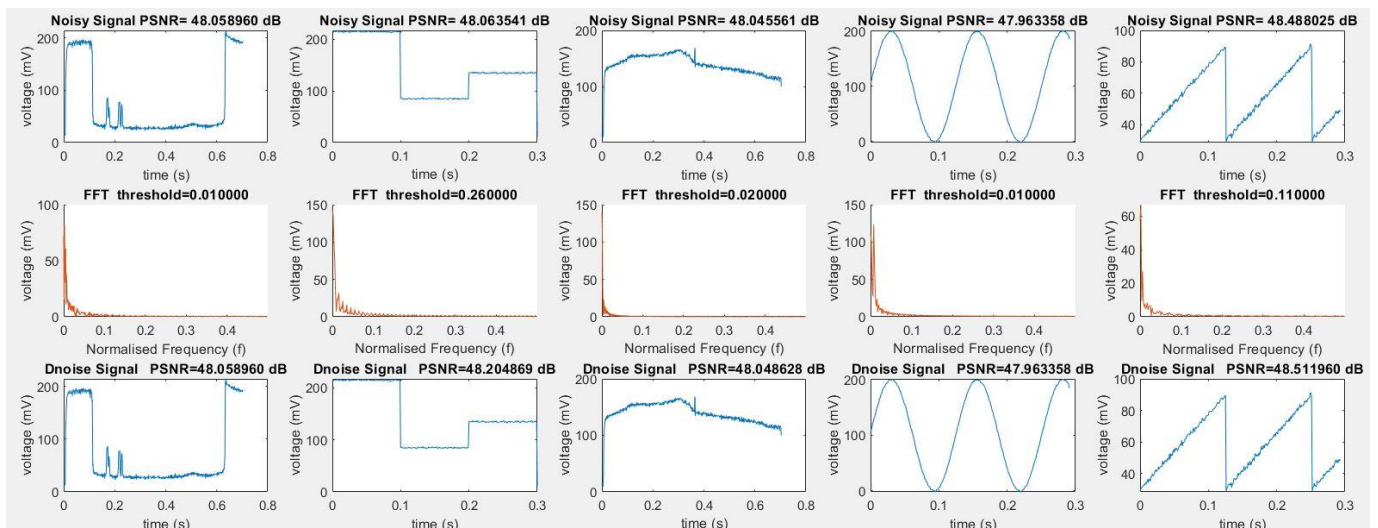 Noisy Signal PSNR= 48.058960 dB
Noisy Signal PSNR= 48.063541 dB
Noisy Signal PSNR= 48.045561 dB
Noisy Signal PSNR= 47.963358 dB
Noisy Signal PSNR= 48.488025 dB
voltage (mV)
200
100
0
0 0.2 0.4 0.6 0.8
time (s)
voltage (mV)
200
100
0
0 0.1 0.2 0.3
time (s)
voltage (mV)
200
100
0
0 0.2 0.4 0.6 0.8
time (s)
voltage (mV)
200
100
0
0 0.1 0.2 0.3
time (s)
voltage (mV)
100
80
60
40
0 0.1 0.2 0.3
time (s)
FFT threshold=0.010000
FFT threshold=0.260000
FFT threshold=0.020000
FFT threshold=0.010000
FFT threshold=0.110000
voltage (mV)
100
50
0
0 0.1 0.2 0.3 0.4
Normalised Frequency (f)
voltage (mV)
150
100
50
0
0 0.1 0.2 0.3 0.4
Normalised Frequency (f)
voltage (mV)
150
100
50
0
0 0.1 0.2 0.3 0.4
Normalised Frequency (f)
voltage (mV)
150
100
50
0
0 0.1 0.2 0.3 0.4
Normalised Frequency (f)
voltage (mV)
60
40
20
0
0 0.1 0.2 0.3 0.4
Normalised Frequency (f)
Dnoise Signal PSNR=48.058960 dB
Dnoise Signal PSNR=48.204869 dB
Dnoise Signal PSNR=48.048628 dB
Dnoise Signal PSNR=47.963358 dB
Dnoise Signal PSNR=48.511960 dB
voltage (mV)
200
100
0
0 0.2 0.4 0.6 0.8
time (s)
voltage (mV)
200
100
0
0 0.1 0.2 0.3
time (s)
voltage (mV)
200
100
0
0 0.2 0.4 0.6 0.8
time (s)
voltage (mV)
200
100
0
0 0.1 0.2 0.3
time (s)
voltage (mV)
100
80
60
40
0 0.1 0.2 0.3
time (s)